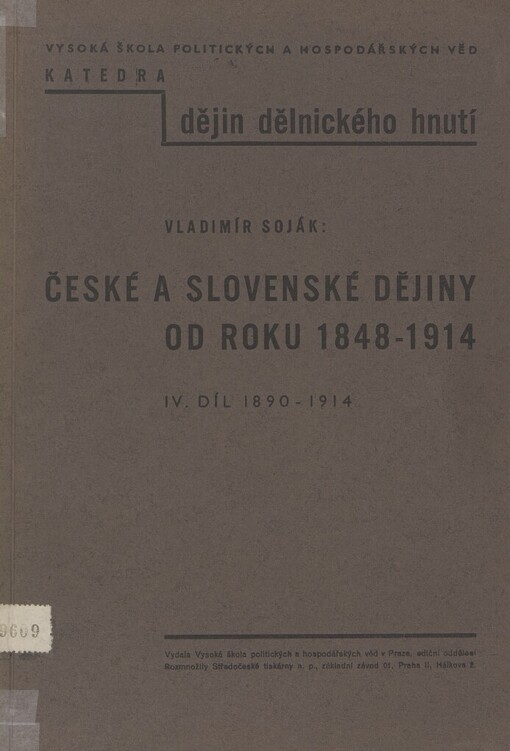 VYSOKÁ ŠKOLA POLITICKÝCH A HOSPODÁŘSKÝCH VĚD
KATEDRA
dějin dělnického hnutí
VLADIMÍR SOJÁK:
ČESKÉ A SLOVENSKÉ DĚJINY
OD ROKU 1848-1914
IV. DÍL 1890-1914
9609
Vydala Vysoká škola politických a hospodářských věd v Praze, ediční oddělení
Rozmnožily Středočeské tiskárny n. p., základní závod 01, Praha II, Hálkova 2.